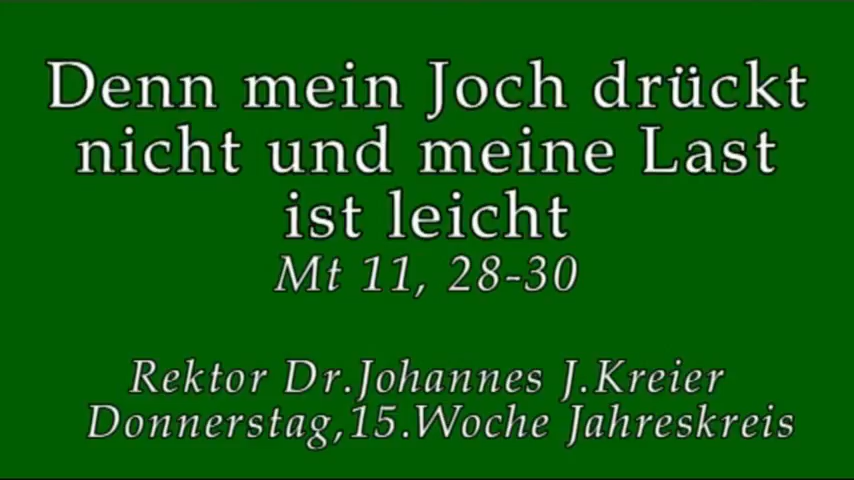 Denn mein Joch drückt
nicht und meine Last
ist leicht
Mt 11, 28-30
Rektor Dr.Johannes J.Kreier
Donnerstag,15.Woche Jahreskreis